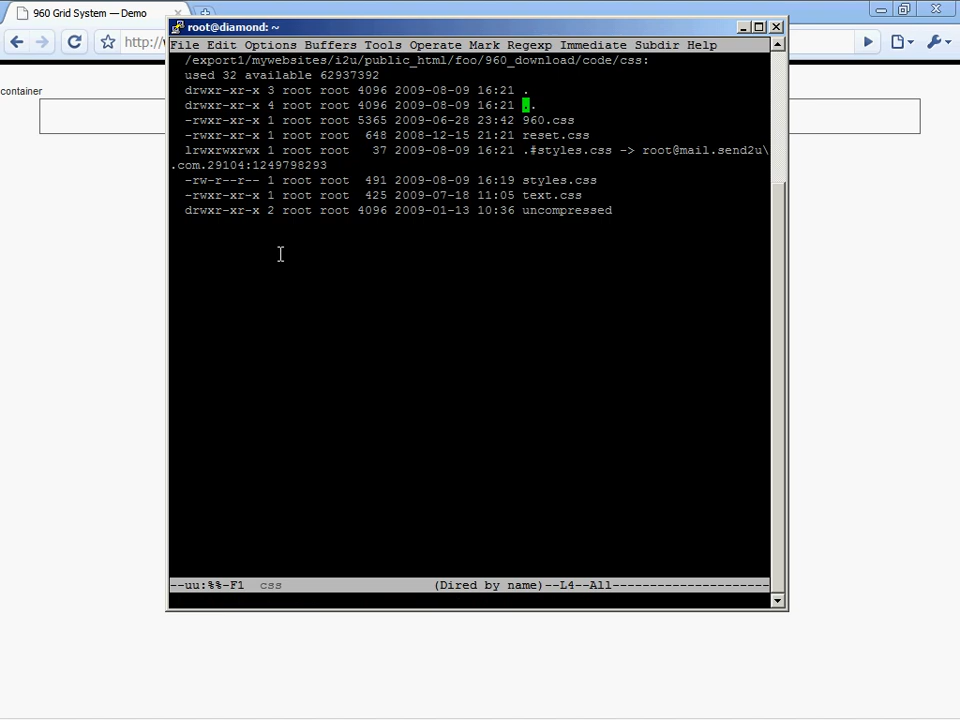 960 Grid System — Demo
http://
root@diamond: ~
File Edit Options Buffers Tools Operate Mark Regexp Immediate Subdir Help
container
/export1/mywebsites/i2u/public_html/foo/960_download/code/css:
used 32 available 62937392
drwxr-xr-x 3 root root 4096 2009-08-09 16:21 .
drwxr-xr-x 4 root root 4096 2009-08-09 16:21 ..
-rwxr-xr-x 1 root root 5365 2009-06-28 23:42 960.css
-rwxr-xr-x 1 root root 648 2008-12-15 21:21 reset.css
lrwxrwxrwx 1 root root 37 2009-08-09 16:21 .#styles.css -> root@mail.send2u\
.com.29104:1249798293
-rw-r--r-- 1 root root 491 2009-08-09 16:19 styles.css
-rwxr-xr-x 1 root root 425 2009-07-18 11:05 text.css
drwxr-xr-x 2 root root 4096 2009-01-13 10:36 uncompressed
--uu:%%-F1 css (Dired by name)--L4--All---------------------